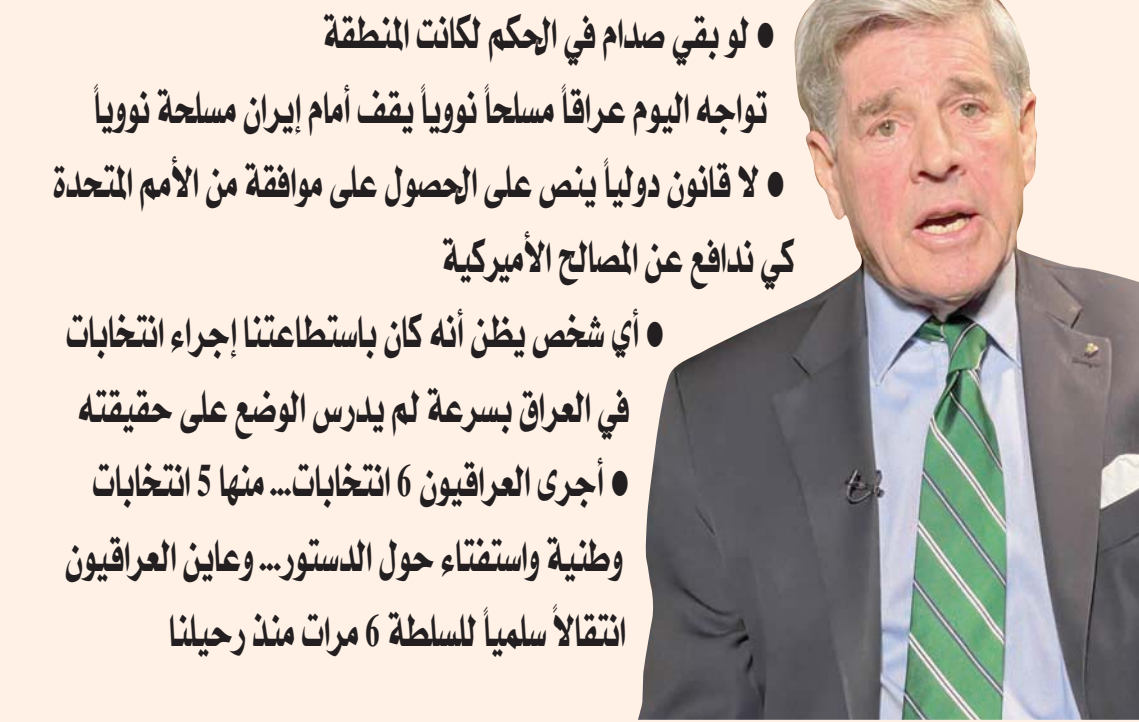 • لو بقي صدام في الحكم لكانت المنطقة
تواجه اليوم عراقاً مسلحاً نووياً يقف أمام إيران مسلحة نووياً
• لا قانون دولياً ينص على الحصول على موافقة من الأمم المتحدة
كي ندافع عن المصالح الأميركية
• أي شخص يظن أنه كان باستطاعتنا إجراء انتخابات
في العراق بسرعة لم يدرس الوضع على حقيقته
• أجرى العراقيون 6 انتخابات... منها 5 انتخابات
وطنية واستفتاء حول الدستور... وعاين العراقيون
انتقالاً سلمياً للسلطة 6 مرات منذ رحيلنا